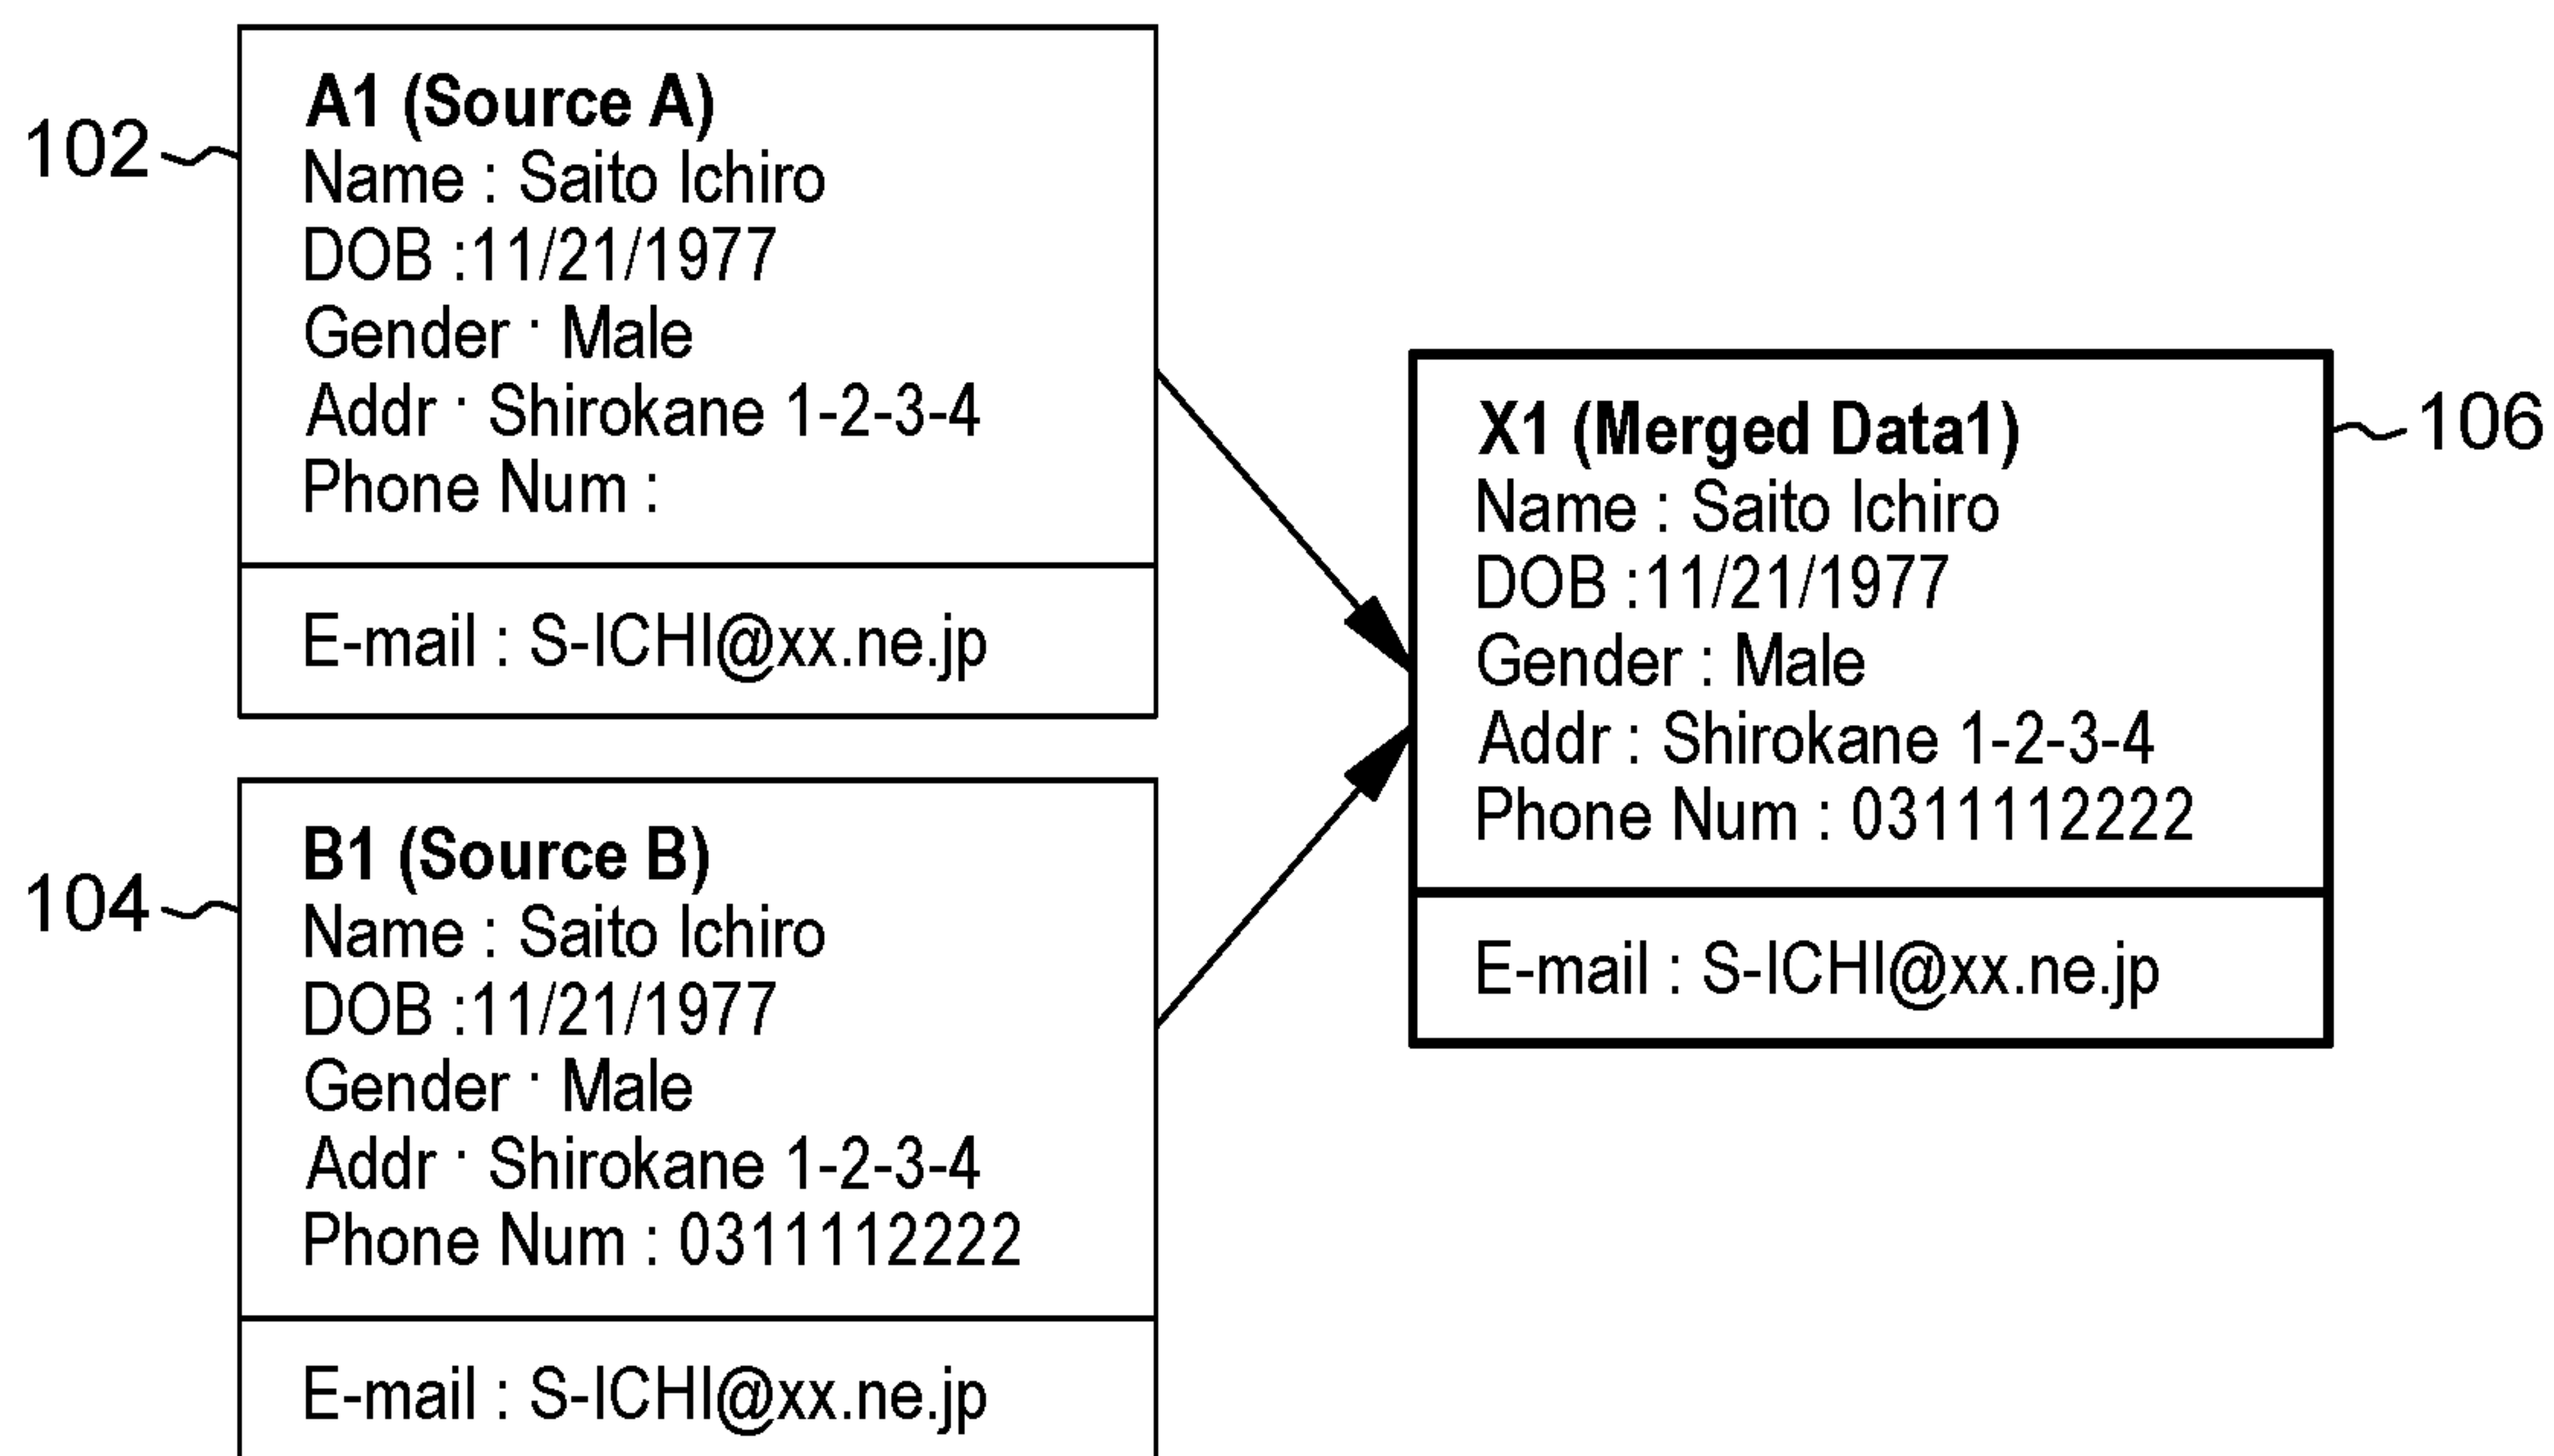 102
A1 (Source A)
Name : Saito Ichiro
DOB :11/21/1977
Gender · Male
Addr · Shirokane 1-2-3-4
Phone Num :
E-mail : S-ICHI@xx.ne.jp
104
B1 (Source B)
Name : Saito Ichiro
DOB :11/21/1977
Gender · Male
Addr · Shirokane 1-2-3-4
Phone Num : 0311112222
E-mail : S-ICHI@xx.ne.jp
106
X1 (Merged Data1)
Name : Saito Ichiro
DOB :11/21/1977
Gender : Male
Addr : Shirokane 1-2-3-4
Phone Num : 0311112222
E-mail : S-ICHI@xx.ne.jp